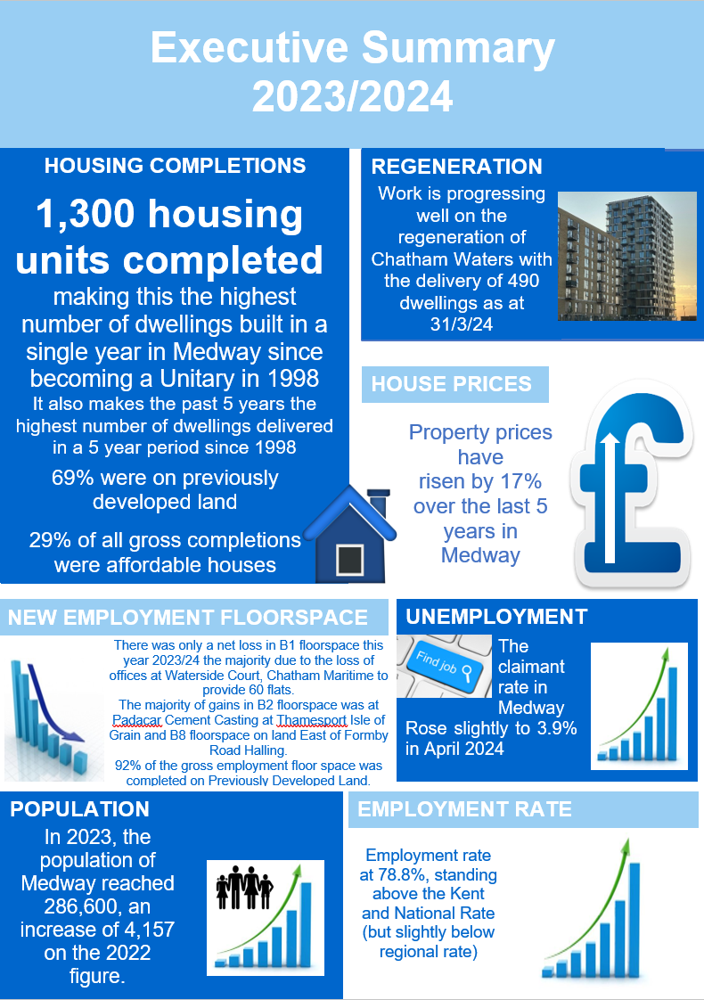 Executive Summary
2023/2024
HOUSING COMPLETIONS
1,300 housing
units completed
making this the highest
number of dwellings built in a
single year in Medway since
becoming a Unitary in 1998
It also makes the past 5 years the
highest number of dwellings delivered
in a 5 year period since 1998
69% were on previously
developed land
29% of all gross completions
were affordable houses
REGENERATION
Work is progressing
well on the
regeneration of
Chatham Waters with
the delivery of 490
dwellings as at
31/3/24
HOUSE PRICES
Property prices
have
risen by 17%
over the last 5
years in
Medway
£
NEW EMPLOYMENT FLOORSPACE
There was only a net loss in B1 floorspace this
year 2023/24 the majority due to the loss of
offices at Waterside Court, Chatham Maritime to
provide 60 flats.
The majority of gains in B2 floorspace was at
Padacar Cement Casting at Thamesport Isle of
Grain and B8 floorspace on land East of Formby
Road Halling.
92% of the gross employment floor space was
completed on Previously Developed Land.
UNEMPLOYMENT
Find job
The
claimant
rate in
Medway
Rose slightly to 3.9%
in April 2024
POPULATION
In 2023, the
population of
Medway reached
286,600, an
increase of 4,157
on the 2022
figure.
EMPLOYMENT RATE
Employment rate
at 78.8%, standing
above the Kent
and National Rate
(but slightly below
regional rate)